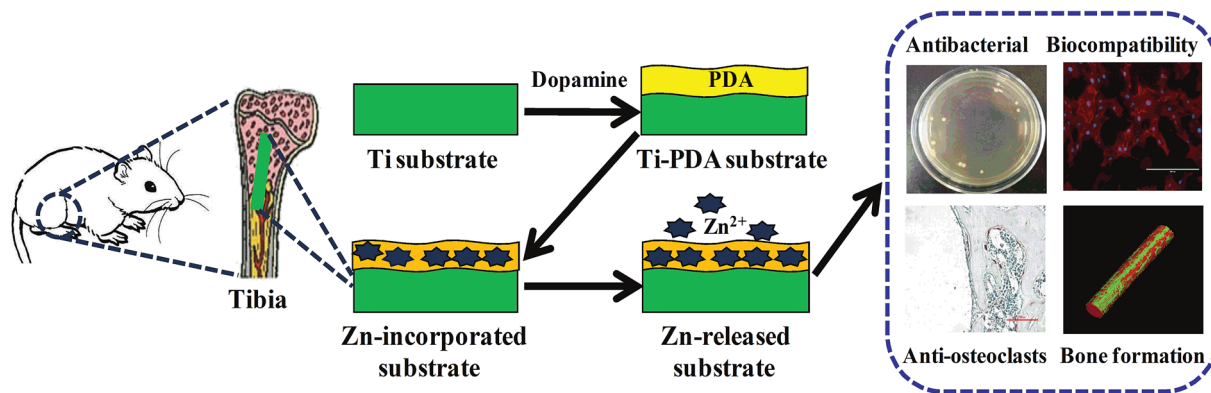 Antibacterial Biocompatibility
Dopamine
PDA
Ti substrate
Ti-PDA substrate
Zn2+
Tibia
Zn-incorporated
substrate
Zn-released
substrate
Anti-osteoclasts Bone formation